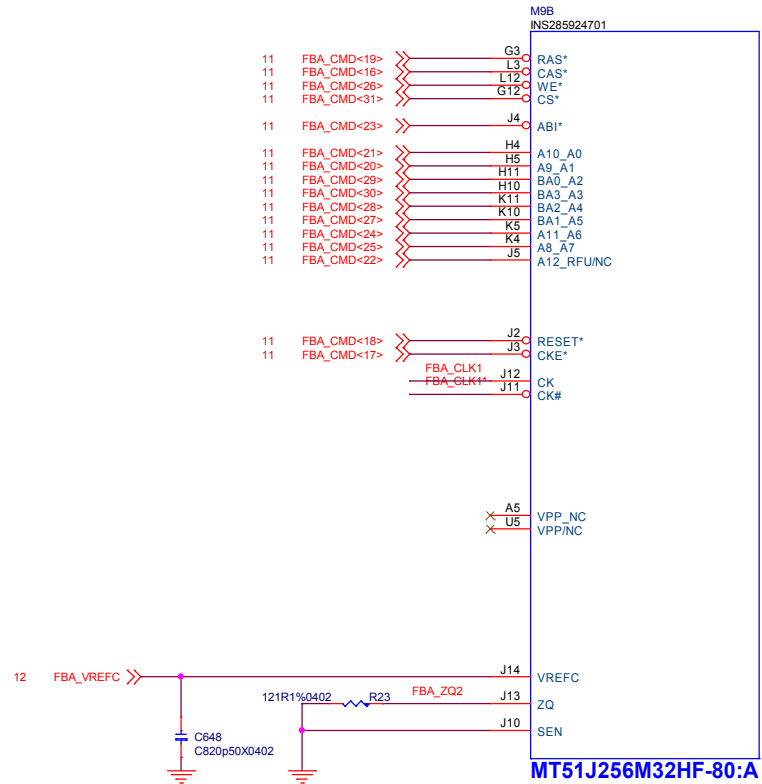 M9B
INS285924701
11 FBA_CMD<19> G3 RAS*
11 FBA_CMD<16> L3 CAS*
11 FBA_CMD<26> L12 WE*
11 FBA_CMD<31> G12 CS*
11 FBA_CMD<23> J4 ABI*
11 FBA_CMD<21> H4 A10_A0
11 FBA_CMD<20> H5 A9_A1
11 FBA_CMD<29> H11 BA0_A2
11 FBA_CMD<30> H10 BA3_A3
11 FBA_CMD<28> K11 BA2_A4
11 FBA_CMD<27> K10 BA1_A5
11 FBA_CMD<24> K5 A11_A6
11 FBA_CMD<25> K4 A8_A7
11 FBA_CMD<22> J5 A12_RFU/NC
11 FBA_CMD<18> J2 RESET*
11 FBA_CMD<17> J3 CKE*
FBA_CLK1 J12 CK
FBA_CLK1* J11 CK#
A5 VPP_NC
U5 VPP/NC
12 FBA_VREFC J14 VREFC
121R1%0402 R23 FBA_ZQ2 J13 ZQ
J10 SEN
C648
C820p50X0402
MT51J256M32HF-80:A